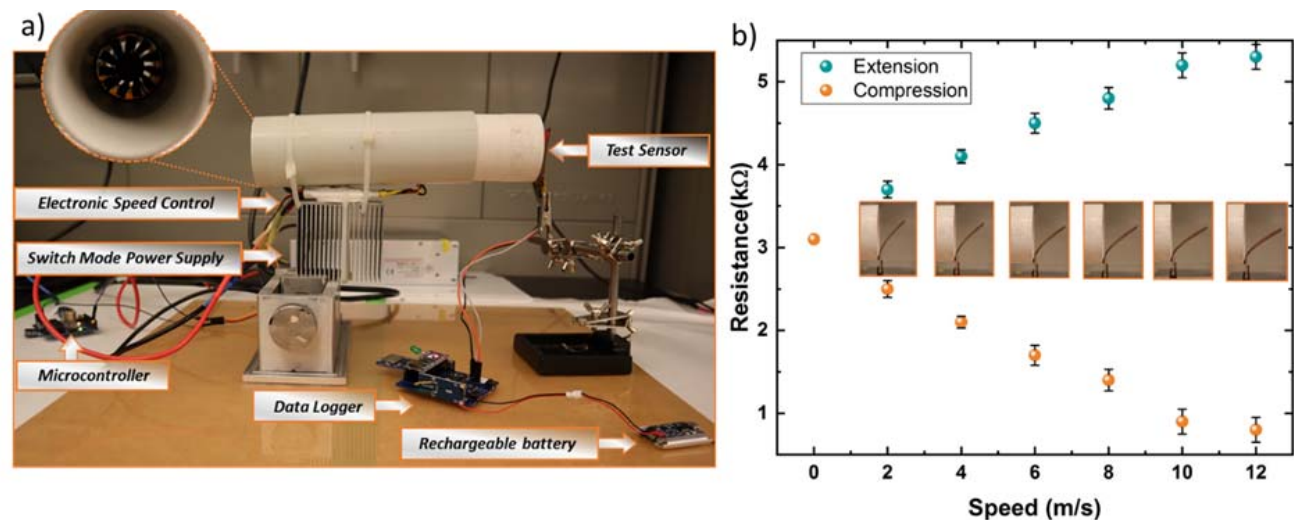 a)
Test Sensor
Electronic Speed Control
Switch Mode Power Supply
Microcontroller
Data Logger
Rechargeable battery
b)
Extension
Compression
Resistance(kΩ)
5
4
3
2
1
0 2 4 6 8 10 12
Speed (m/s)